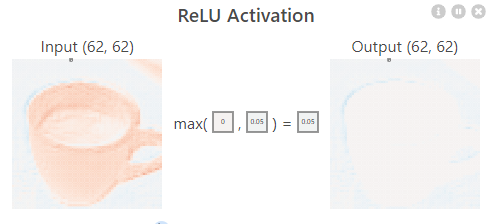 ReLU Activation
Input (62, 62)
Output (62, 62)
max( 0 , 0.05 ) = 0.05